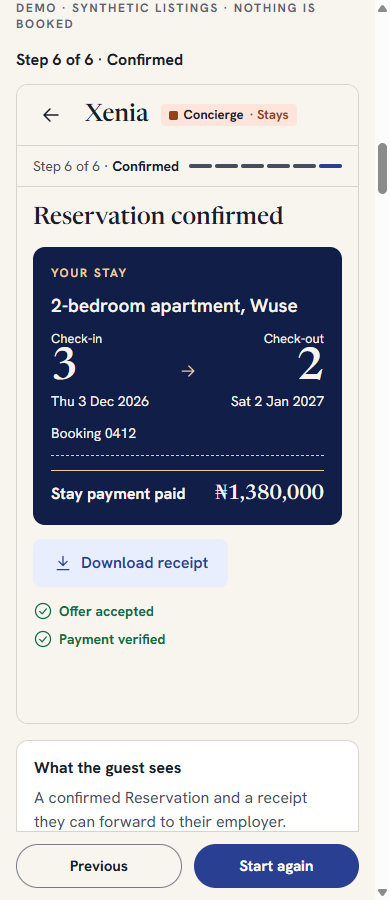 DEMO · SYNTHETIC LISTINGS · NOTHING IS
BOOKED
Step 6 of 6 · Confirmed
Xenia
Concierge · Stays
Step 6 of 6 · Confirmed
Reservation confirmed
YOUR STAY
2-bedroom apartment, Wuse
Check-in Check-out
3 → 2
Thu 3 Dec 2026 Sat 2 Jan 2027
Booking 0412
Stay payment paid ₦1,380,000
Download receipt
Offer accepted
Payment verified
What the guest sees
A confirmed Reservation and a receipt
they can forward to their employer.
Previous Start again